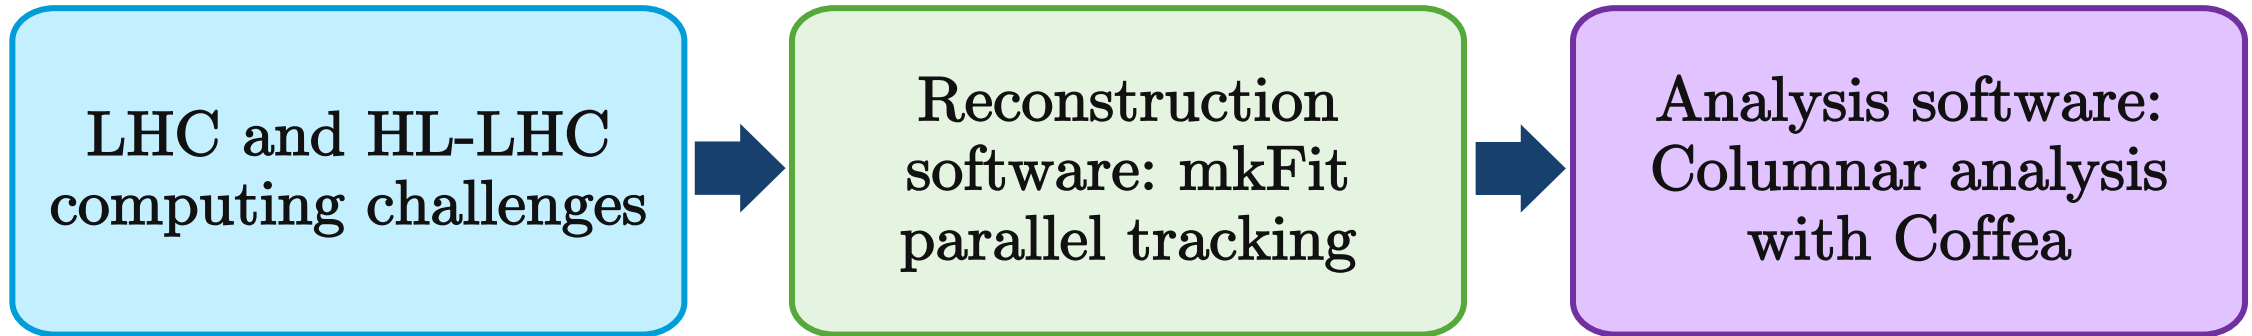 LHC and HL-LHC
computing challenges
Reconstruction
software: mkFit
parallel tracking
Analysis software:
Columnar analysis
with Coffea